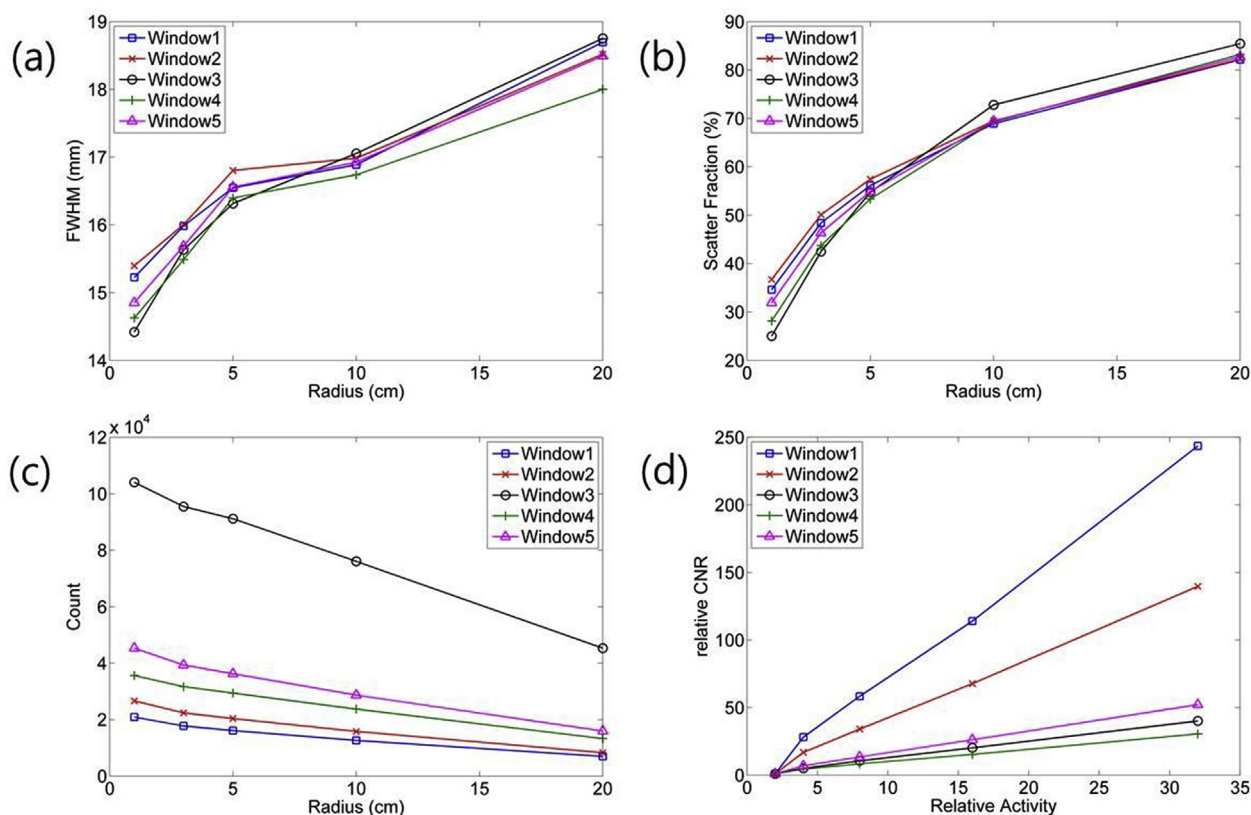 (a)
19
18
17
16
15
14
FWHM (mm)
0
5
10
15
20
Radius (cm)
Window1
Window2
Window3
Window4
Window5
(b)
90
80
70
60
50
40
30
20
Scatter Fraction (%)
0
5
10
15
20
Radius (cm)
Window1
Window2
Window3
Window4
Window5
(c)
x 10^4
12
10
8
6
4
2
0
Count
0
5
10
15
20
Radius (cm)
Window1
Window2
Window3
Window4
Window5
(d)
250
200
150
100
50
0
relative CNR
0
5
10
15
20
25
30
35
Relative Activity
Window1
Window2
Window3
Window4
Window5